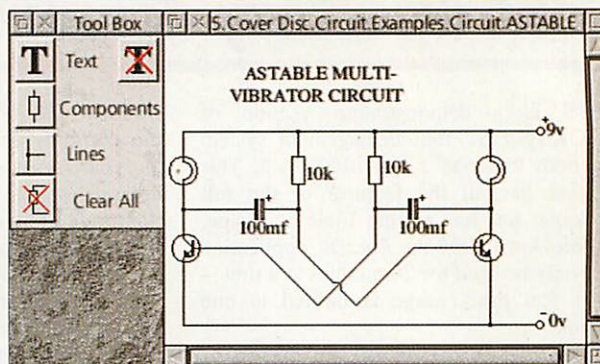 Tool Box
5.Cover Disc.Circuit.Examples.Circuit.ASTABLE
T Text T
Components
Lines
Clear All
ASTABLE MULTI-
VIBRATOR CIRCUIT
+
9v
10k
10k
+
100mf
+
100mf
-
0v